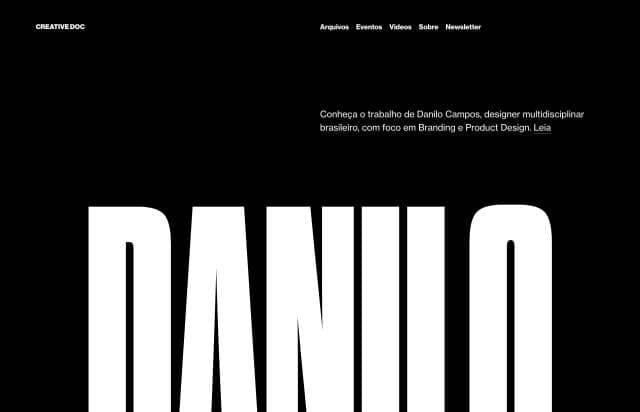 CREATIVE DOC
Arquivos Eventos Vídeos Sobre Newsletter
Conheça o trabalho de Danilo Campos, designer multidisciplinar
brasileiro, com foco em Branding e Product Design. Leia
DANILO